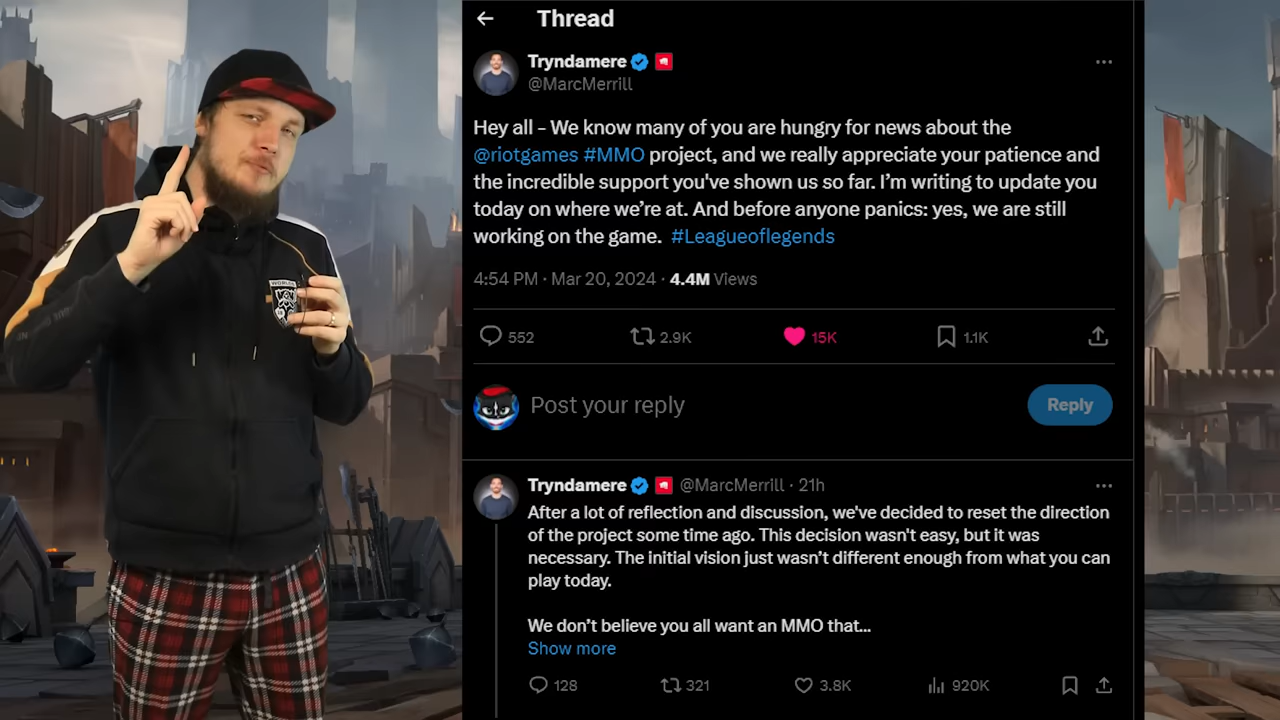 Thread
Tryndamere
@MarcMerrill
Hey all - We know many of you are hungry for news about the
@riotgames #MMO project, and we really appreciate your patience and
the incredible support you've shown us so far. I'm writing to update you
today on where we're at. And before anyone panics: yes, we are still
working on the game. #Leagueoflegends
4:54 PM · Mar 20, 2024 · 4.4M Views
552 2.9K 15K 1.1K
Post your reply
Reply
Tryndamere @MarcMerrill · 21h
After a lot of reflection and discussion, we've decided to reset the direction
of the project some time ago. This decision wasn't easy, but it was
necessary. The initial vision just wasn't different enough from what you can
play today.
We don't believe you all want an MMO that...
Show more
128 321 3.8K 920K
WORLDS